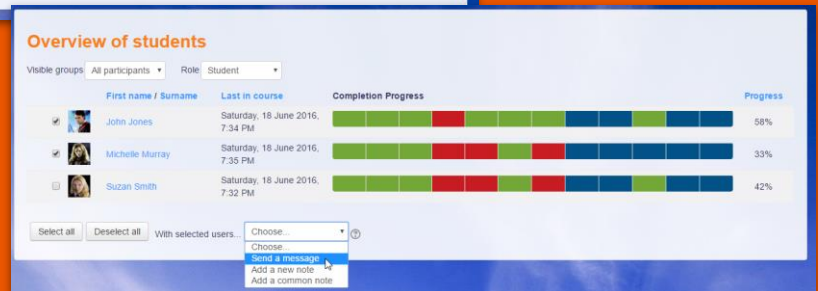 Overview of students
Visible groups All participants Role Student
First name / Surname Last in course Completion Progress Progress
John Jones Saturday, 18 June 2016, 7:34 PM 58%
Michelle Murray Saturday, 18 June 2016, 7:35 PM 33%
Suzan Smith Saturday, 18 June 2016, 7:32 PM 42%
Select all Deselect all With selected users... Choose...
Choose...
Send a message
Add a new note
Add a common note